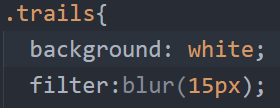 .trails{
background: white;
filter:blur(15px);